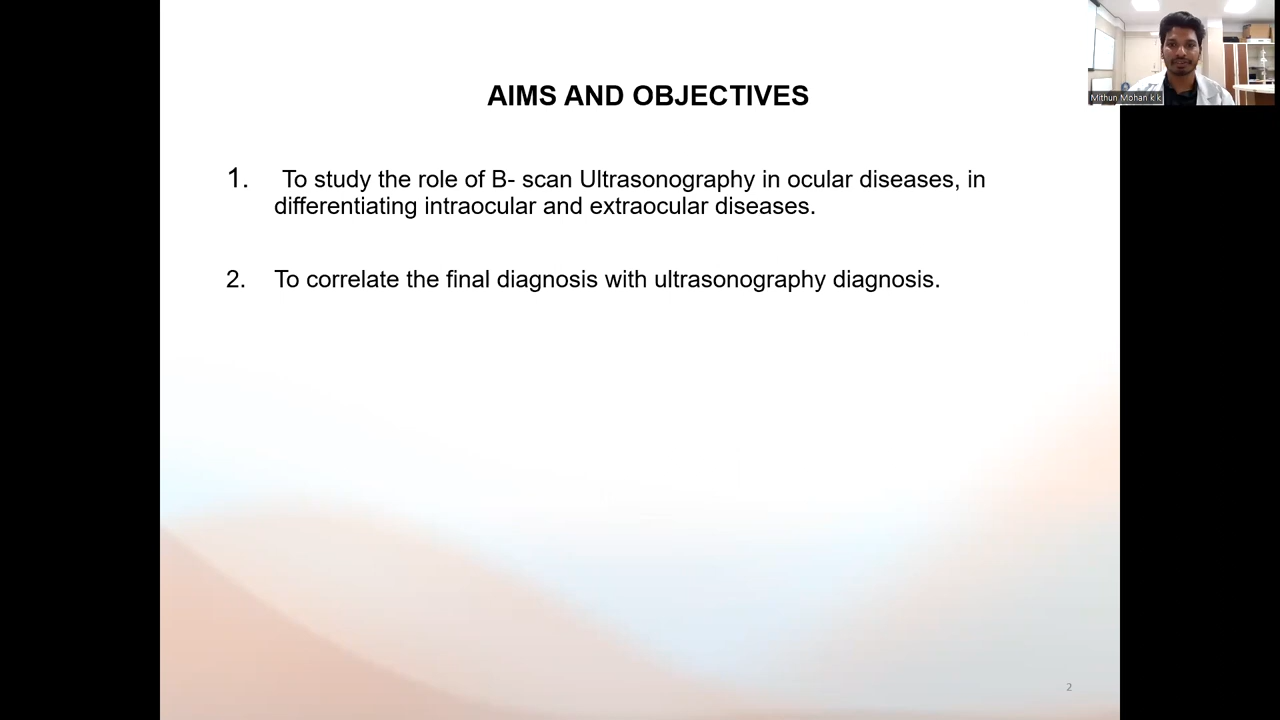 Mithun Mohan k k
AIMS AND OBJECTIVES
1. To study the role of B- scan Ultrasonography in ocular diseases, in
differentiating intraocular and extraocular diseases.
2. To correlate the final diagnosis with ultrasonography diagnosis.
2